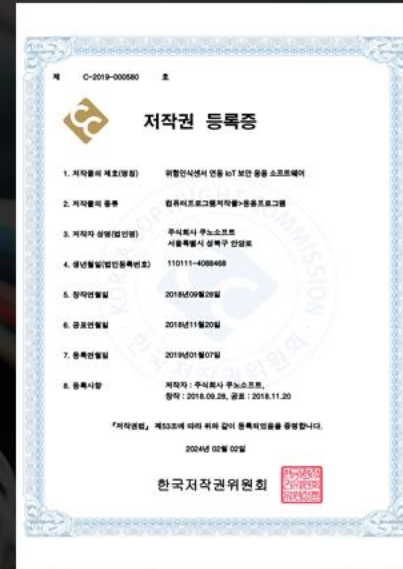 제 C-2019-000580 호
저작권 등록증
1. 저작물의 제호(명칭) 위험인식센서 연동 IoT 보안 응용 소프트웨어
2. 저작물의 종류 컴퓨터프로그램저작물>응용프로그램
3. 저작자 성명(법인명) 주식회사 쿠노소프트
서울특별시 성북구 안암로
4. 생년월일(법인등록번호) 110111-4088468
5. 창작연월일 2018년09월28일
6. 공표연월일 2018년11월20일
7. 등록연월일 2019년01월07일
8. 등록사항 저작자 : 주식회사 쿠노소프트,
창작 : 2018.09.28, 공표 : 2018.11.20
『저작권법』 제53조에 따라 위와 같이 등록되었음을 증명합니다.
2024년 02월 02일
한국저작권위원회